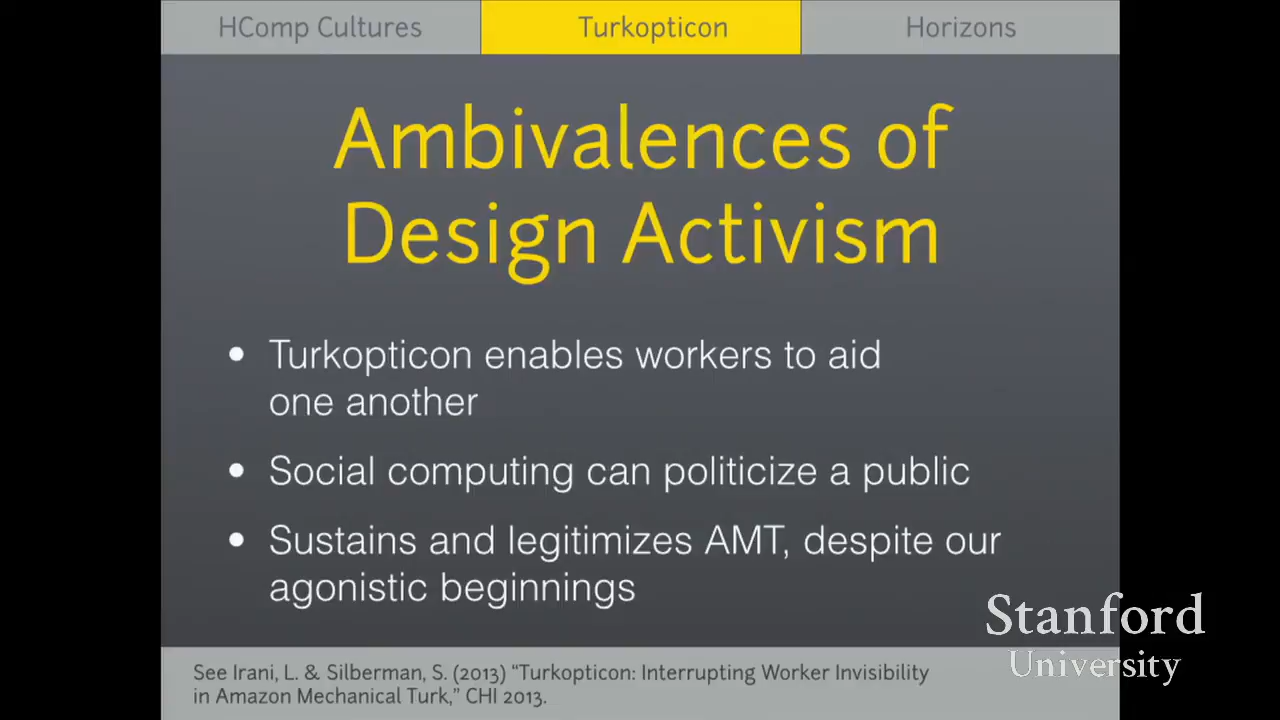 HComp Cultures
Turkopticon
Horizons
Ambivalences of
Design Activism
• Turkopticon enables workers to aid
one another
• Social computing can politicize a public
• Sustains and legitimizes AMT, despite our
agonistic beginnings
Stanford
University
See Irani, L. & Silberman, S. (2013) “Turkopticon: Interrupting Worker Invisibility
in Amazon Mechanical Turk,” CHI 2013.